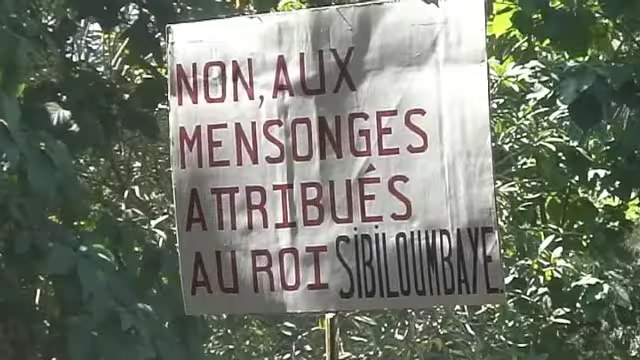 NON, AUX
MENSONGES
ATTRIBUÉS
AU ROI SIBILOUMBAYE.